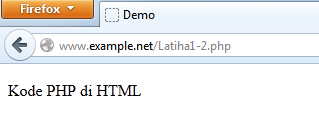 Firefox
Demo
www.example.net/Latiha1-2.php
Kode PHP di HTML